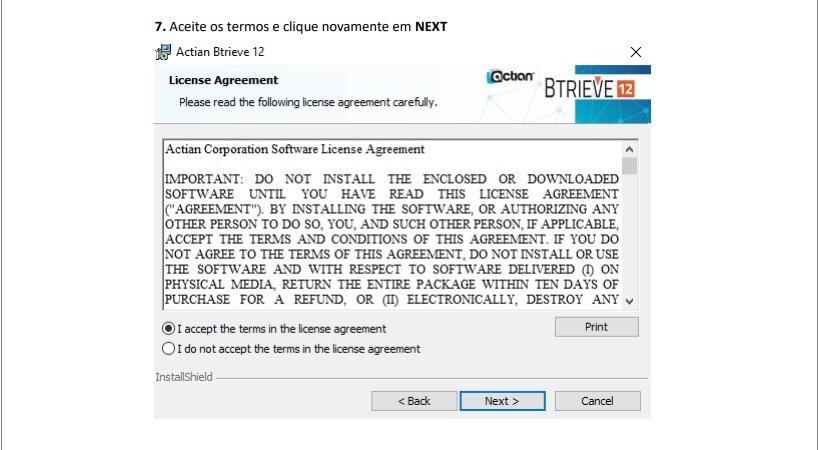 7. Aceite os termos e clique novamente em NEXT
Actian Btrieve 12
License Agreement
Please read the following license agreement carefully.
Actian
BTRIEVE 12
Actian Corporation Software License Agreement
IMPORTANT: DO NOT INSTALL THE ENCLOSED OR DOWNLOADED
SOFTWARE UNTIL YOU HAVE READ THIS LICENSE AGREEMENT
("AGREEMENT"). BY INSTALLING THE SOFTWARE, OR AUTHORIZING ANY
OTHER PERSON TO DO SO, YOU, AND SUCH OTHER PERSON, IF APPLICABLE,
ACCEPT THE TERMS AND CONDITIONS OF THIS AGREEMENT. IF YOU DO
NOT AGREE TO THE TERMS OF THIS AGREEMENT, DO NOT INSTALL OR USE
THE SOFTWARE AND WITH RESPECT TO SOFTWARE DELIVERED (I) ON
PHYSICAL MEDIA, RETURN THE ENTIRE PACKAGE WITHIN TEN DAYS OF
PURCHASE FOR A REFUND, OR (II) ELECTRONICALLY, DESTROY ANY
I accept the terms in the license agreement
Print
I do not accept the terms in the license agreement
InstallShield
< Back
Next >
Cancel